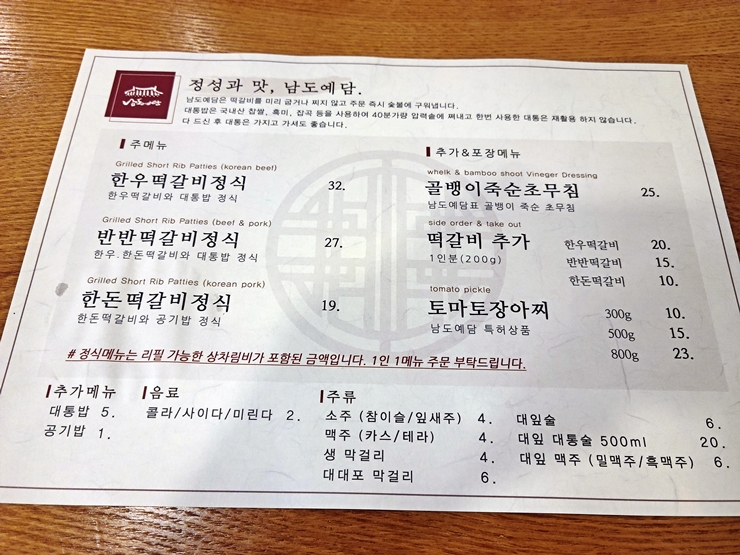 남도예담
정성과 맛, 남도예담.
남도예담은 떡갈비를 미리 굽거나 찌지 않고 주문 즉시 숯불에 구워냅니다.
대통밥은 국내산 찹쌀, 흑미, 잡곡 등을 사용하여 40분가량 압력솥에 쪄내고 한번 사용한 대통은 재활용 하지 않습니다.
다 드신 후 대통은 가지고 가셔도 좋습니다.
주메뉴
Grilled Short Rib Patties (korean beef)
한우떡갈비정식 32.
한우떡갈비와 대통밥 정식
Grilled Short Rib Patties (beef & pork)
반반떡갈비정식 27.
한우.한돈떡갈비와 대통밥 정식
Grilled Short Rib Patties (korean pork)
한돈떡갈비정식 19.
한돈떡갈비와 공기밥 정식
추가&포장메뉴
whelk & bamboo shoot Vineger Dressing
골뱅이죽순초무침 25.
남도예담표 골뱅이 죽순 초무침
side order & take out
떡갈비 추가 한우떡갈비 20.
1인분(200g) 반반떡갈비 15.
한돈떡갈비 10.
tomato pickle
토마토장아찌 300g 10.
남도예담 특허상품 500g 15.
800g 23.
# 정식메뉴는 리필 가능한 상차림비가 포함된 금액입니다. 1인 1메뉴 주문 부탁드립니다.
추가메뉴
대통밥 5.
공기밥 1.
음료
콜라/사이다/미린다 2.
주류
소주 (참이슬/잎새주) 4.
맥주 (카스/테라) 4.
생 막걸리 4.
대대포 막걸리 6.
대잎술 6.
대잎 대통술 500ml 20.
대잎 맥주 (밀맥주/흑맥주) 6.